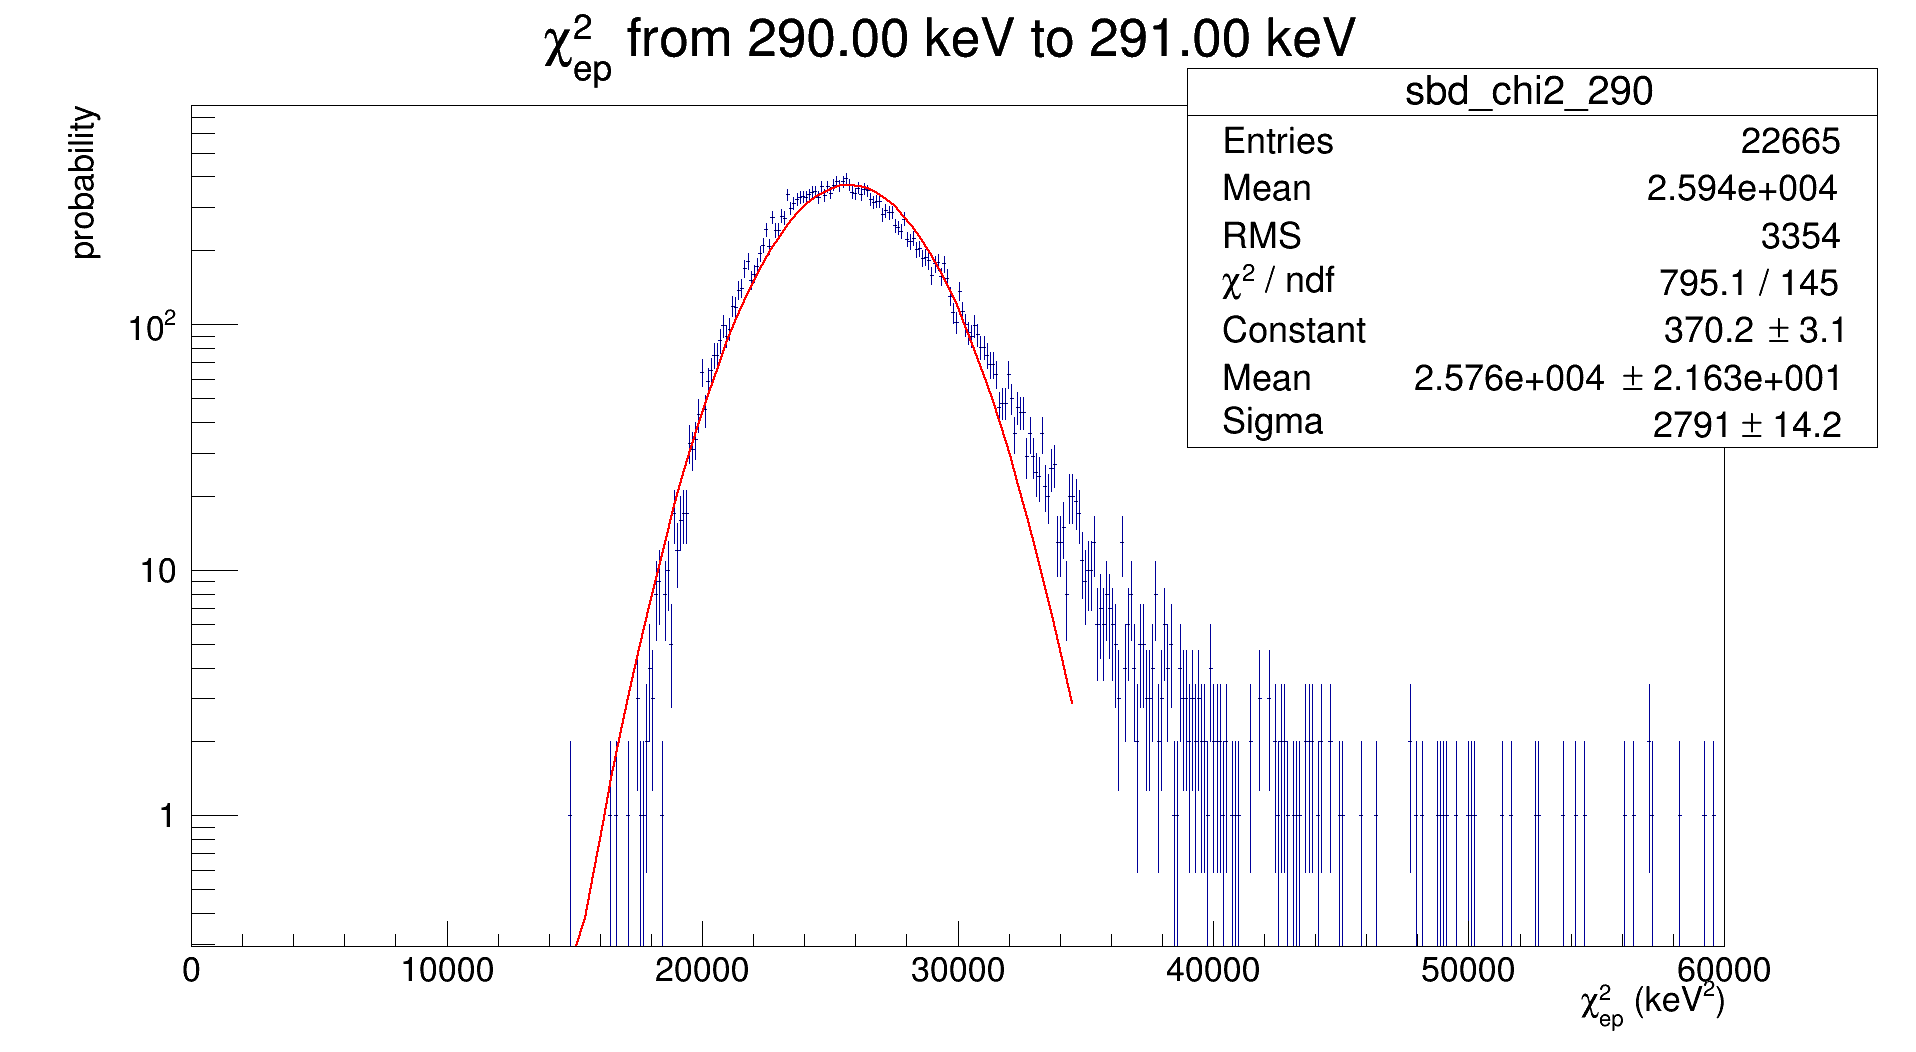 χ²ep from 290.00 keV to 291.00 keV
probability
sbd_chi2_290
Entries 22665
Mean 2.594e+004
RMS 3354
χ² / ndf 795.1 / 145
Constant 370.2 ± 3.1
Mean 2.576e+004 ± 2.163e+001
Sigma 2791 ± 14.2
10²
10
1
0 10000 20000 30000 40000 50000 60000
χ²ep (keV²)